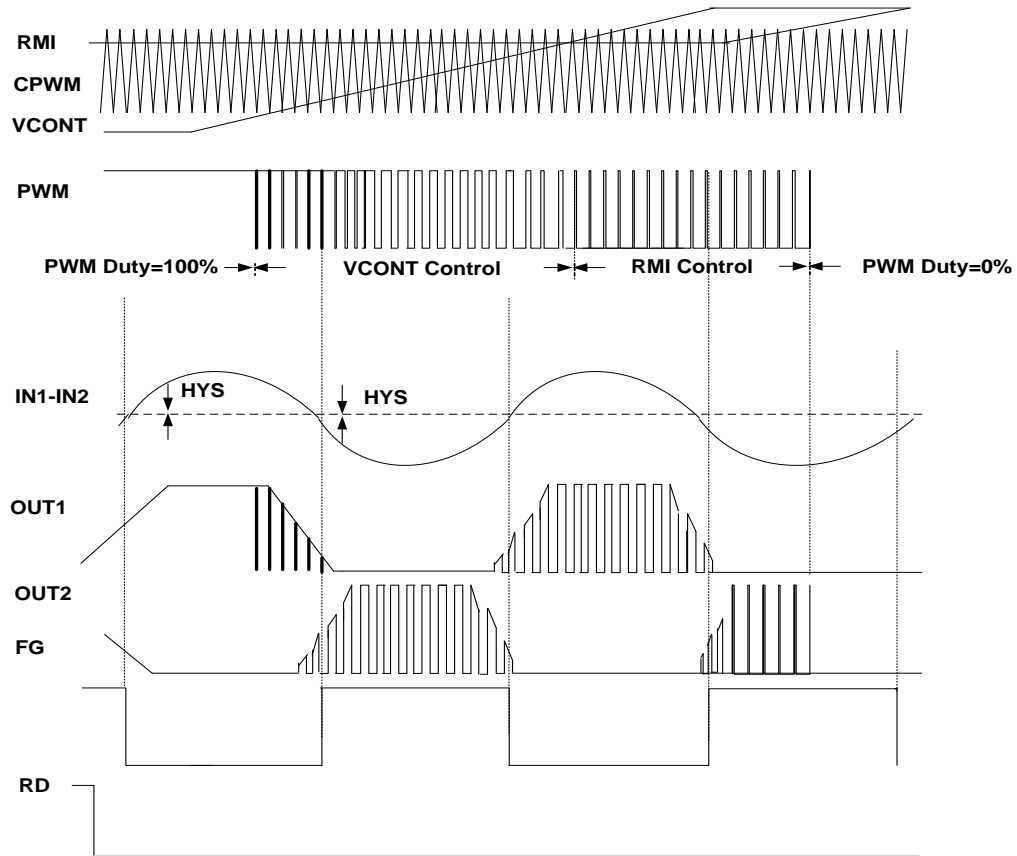 RMI
CPWM
VCONT
PWM
PWM Duty=100%
VCONT Control
RMI Control
PWM Duty=0%
IN1-IN2
HYS
HYS
OUT1
OUT2
FG
RD